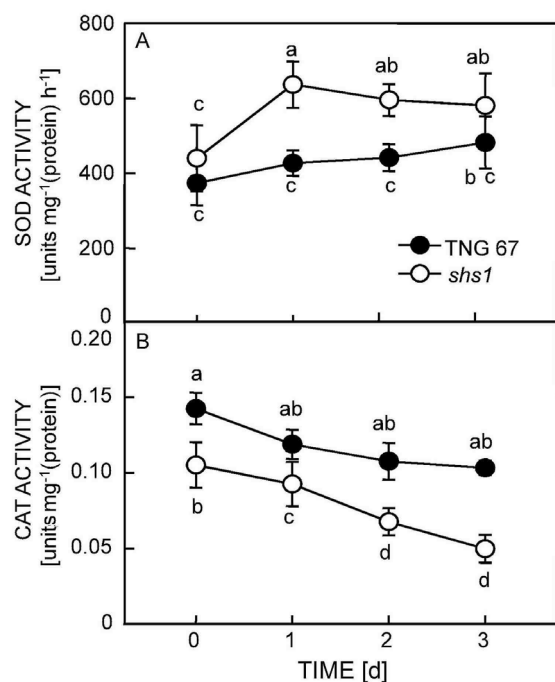 800
A
a
ab
ab
c
600
400
200
0
c
c
c
b c
TNG 67
shs1
SOD ACTIVITY
[units mg⁻¹(protein) h⁻¹]
0.20
B
a
ab
ab
ab
0.15
0.10
0.05
0
b
c
d
d
CAT ACTIVITY
[units mg⁻¹(protein)]
0 1 2 3
TIME [d]